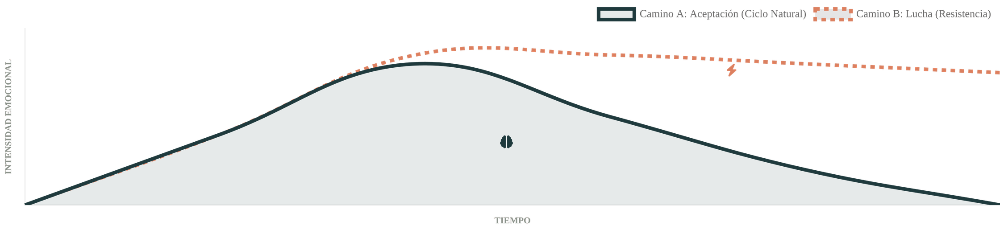 Camino A: Aceptación (Ciclo Natural)
Camino B: Lucha (Resistencia)
INTENSIDAD EMOCIONAL
TIEMPO